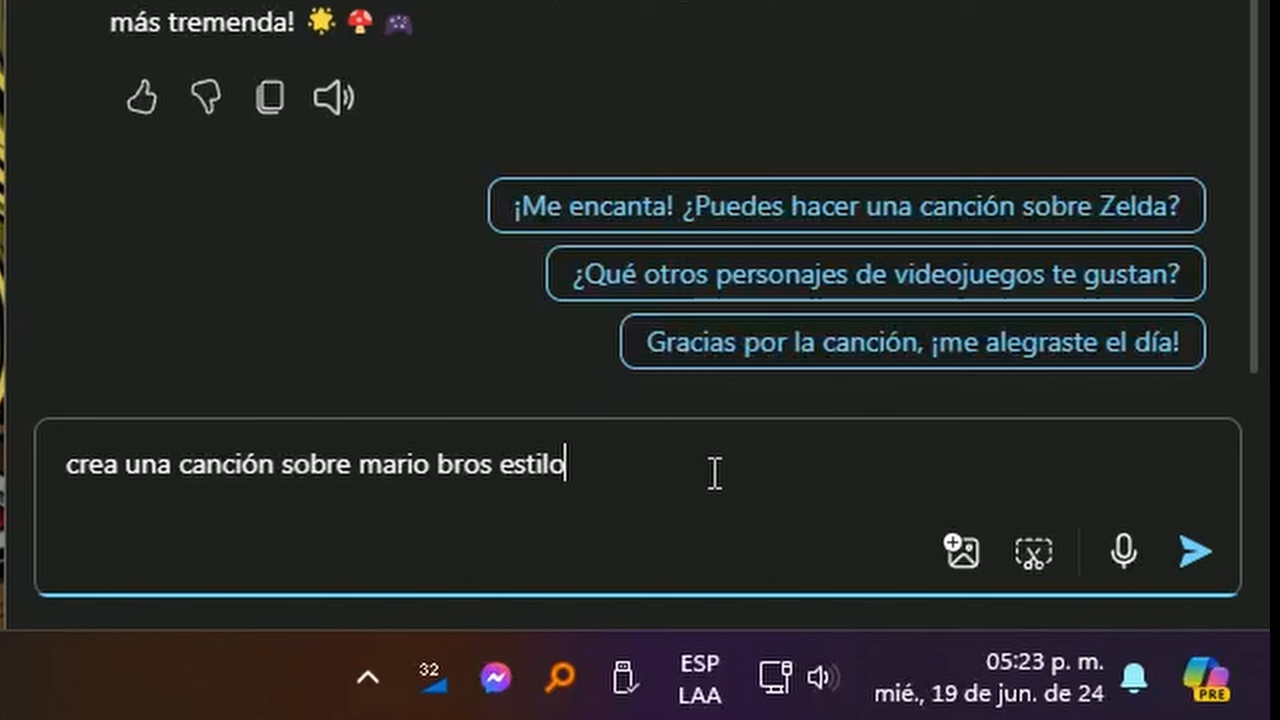 más tremenda! 🌟 🍄 🎮
¡Me encanta! ¿Puedes hacer una canción sobre Zelda?
¿Qué otros personajes de videojuegos te gustan?
Gracias por la canción, ¡me alegraste el día!
crea una canción sobre mario bros estilo
32
ESP
LAA
05:23 p. m.
mié, 19 de jun. de 24
PRE